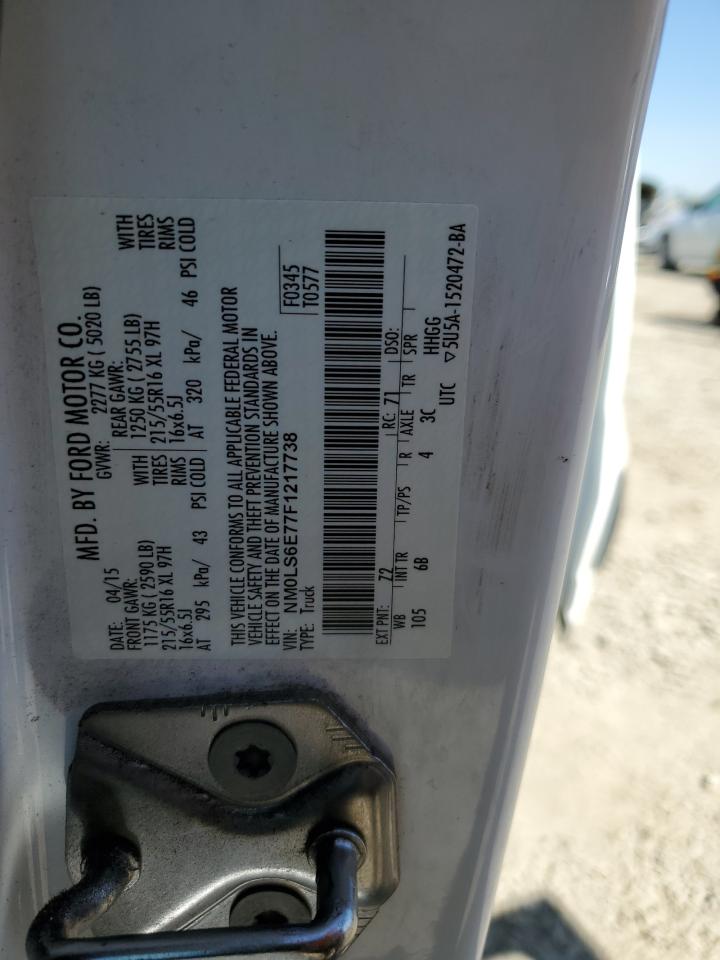 MFD. BY FORD MOTOR CO.
DATE: 04/15 GVWR: 2277 KG ( 5020 LB)
FRONT GAWR: REAR GAWR:
1175 KG (2590 LB) WITH 1250 KG ( 2755 LB) WITH
215/55R16 XL 97H TIRES 215/55R16 XL 97H TIRES
16x6.5J RIMS 16x6.5J RIMS
AT 295 kPa/ 43 PSI COLD AT 320 kPa/ 46 PSI COLD
THIS VEHICLE CONFORMS TO ALL APPLICABLE FEDERAL MOTOR
VEHICLE SAFETY AND THEFT PREVENTION STANDARDS IN
EFFECT ON THE DATE OF MANUFACTURE SHOWN ABOVE.
VIN: NM0LS6E77F1217738 F0345
TYPE: Truck T0577
EXT PNT: 72 RC: 71 DSO:
WB INT TR TP/PS R AXLE TR SPR
105 6B 4 3C HHGG
UTC ▽5U5A-1520472-BA